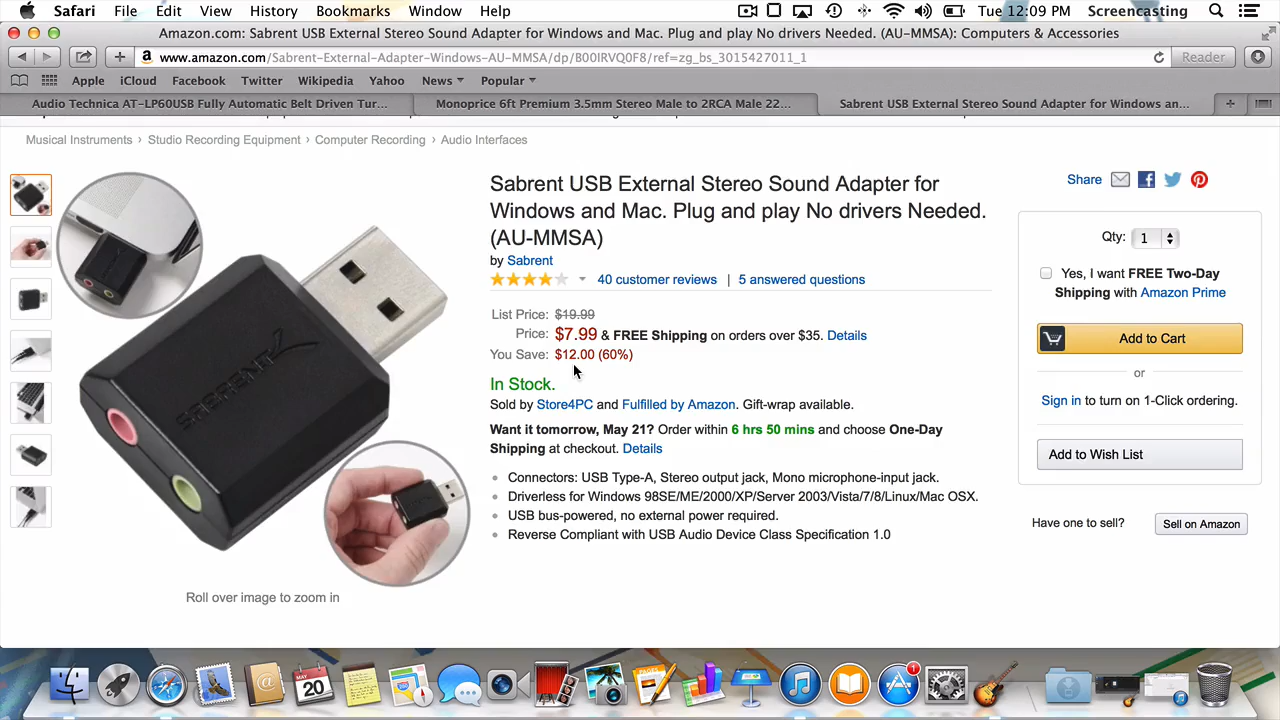 Safari File Edit View History Bookmarks Window Help Tue 12:09 PM Screencasting
Amazon.com: Sabrent USB External Stereo Sound Adapter for Windows and Mac. Plug and play No drivers Needed. (AU-MMSA): Computers & Accessories
www.amazon.com/Sabrent-External-Adapter-Windows-AU-MMSA/dp/B00IRVQ0F8/ref=zg_bs_3015427011_1 Reader
Apple iCloud Facebook Twitter Wikipedia Yahoo News Popular
Audio Technica AT-LP60USB Fully Automatic Belt Driven Tur... Monoprice 6ft Premium 3.5mm Stereo Male to 2RCA Male 22... Sabrent USB External Stereo Sound Adapter for Windows an...
Musical Instruments › Studio Recording Equipment › Computer Recording › Audio Interfaces
Sabrent USB External Stereo Sound Adapter for
Windows and Mac. Plug and play No drivers Needed.
(AU-MMSA)
by Sabrent
40 customer reviews | 5 answered questions
List Price: $19.99
Price: $7.99 & FREE Shipping on orders over $35. Details
You Save: $12.00 (60%)
In Stock.
Sold by Store4PC and Fulfilled by Amazon. Gift-wrap available.
Want it tomorrow, May 21? Order within 6 hrs 50 mins and choose One-Day
Shipping at checkout. Details
• Connectors: USB Type-A, Stereo output jack, Mono microphone-input jack.
• Driverless for Windows 98SE/ME/2000/XP/Server 2003/Vista/7/8/Linux/Mac OSX.
• USB bus-powered, no external power required.
• Reverse Compliant with USB Audio Device Class Specification 1.0
SABRENT
Roll over image to zoom in
Share
Qty: 1
Yes, I want FREE Two-Day
Shipping with Amazon Prime
Add to Cart
or
Sign in to turn on 1-Click ordering.
Add to Wish List
Have one to sell? Sell on Amazon
MAY
20
PAGES
1